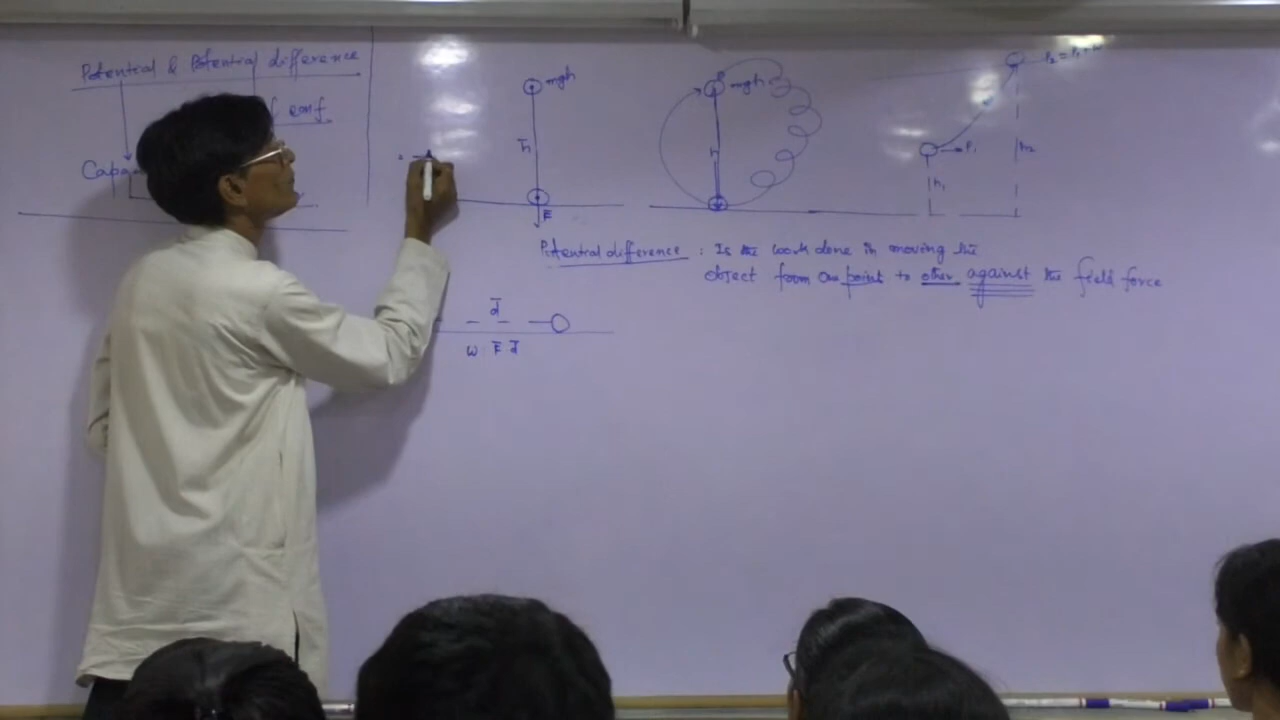 Potential & Potential difference
emf.
Capa
mgh
h
F
mgh
h
P₁
h₁
h₂
Potential difference : Is the work done in moving the
object from one point to other against the field force
d
W F.d